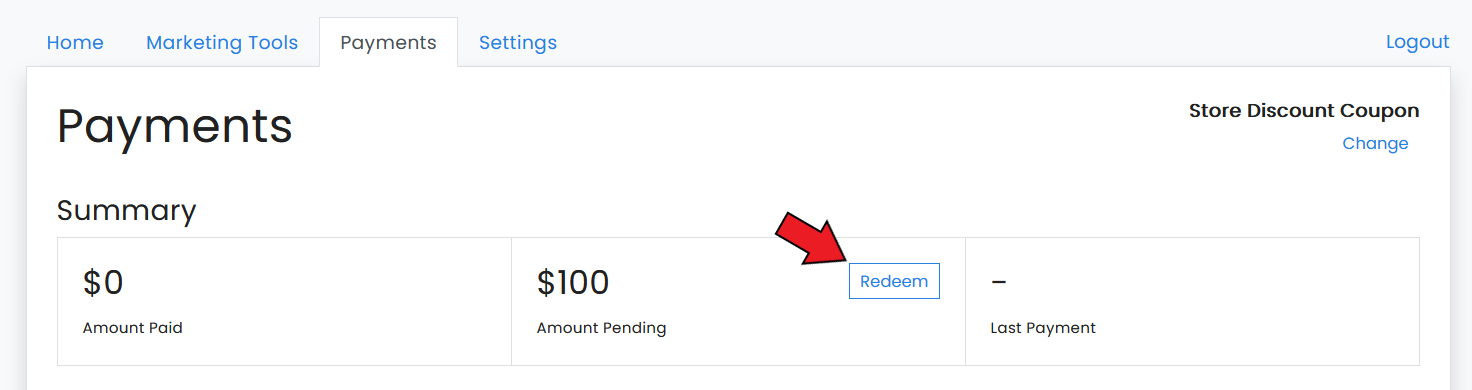 Home Marketing Tools Payments Settings Logout
Payments
Store Discount Coupon
Change
Summary
$0 $100 Redeem –
Amount Paid Amount Pending Last Payment